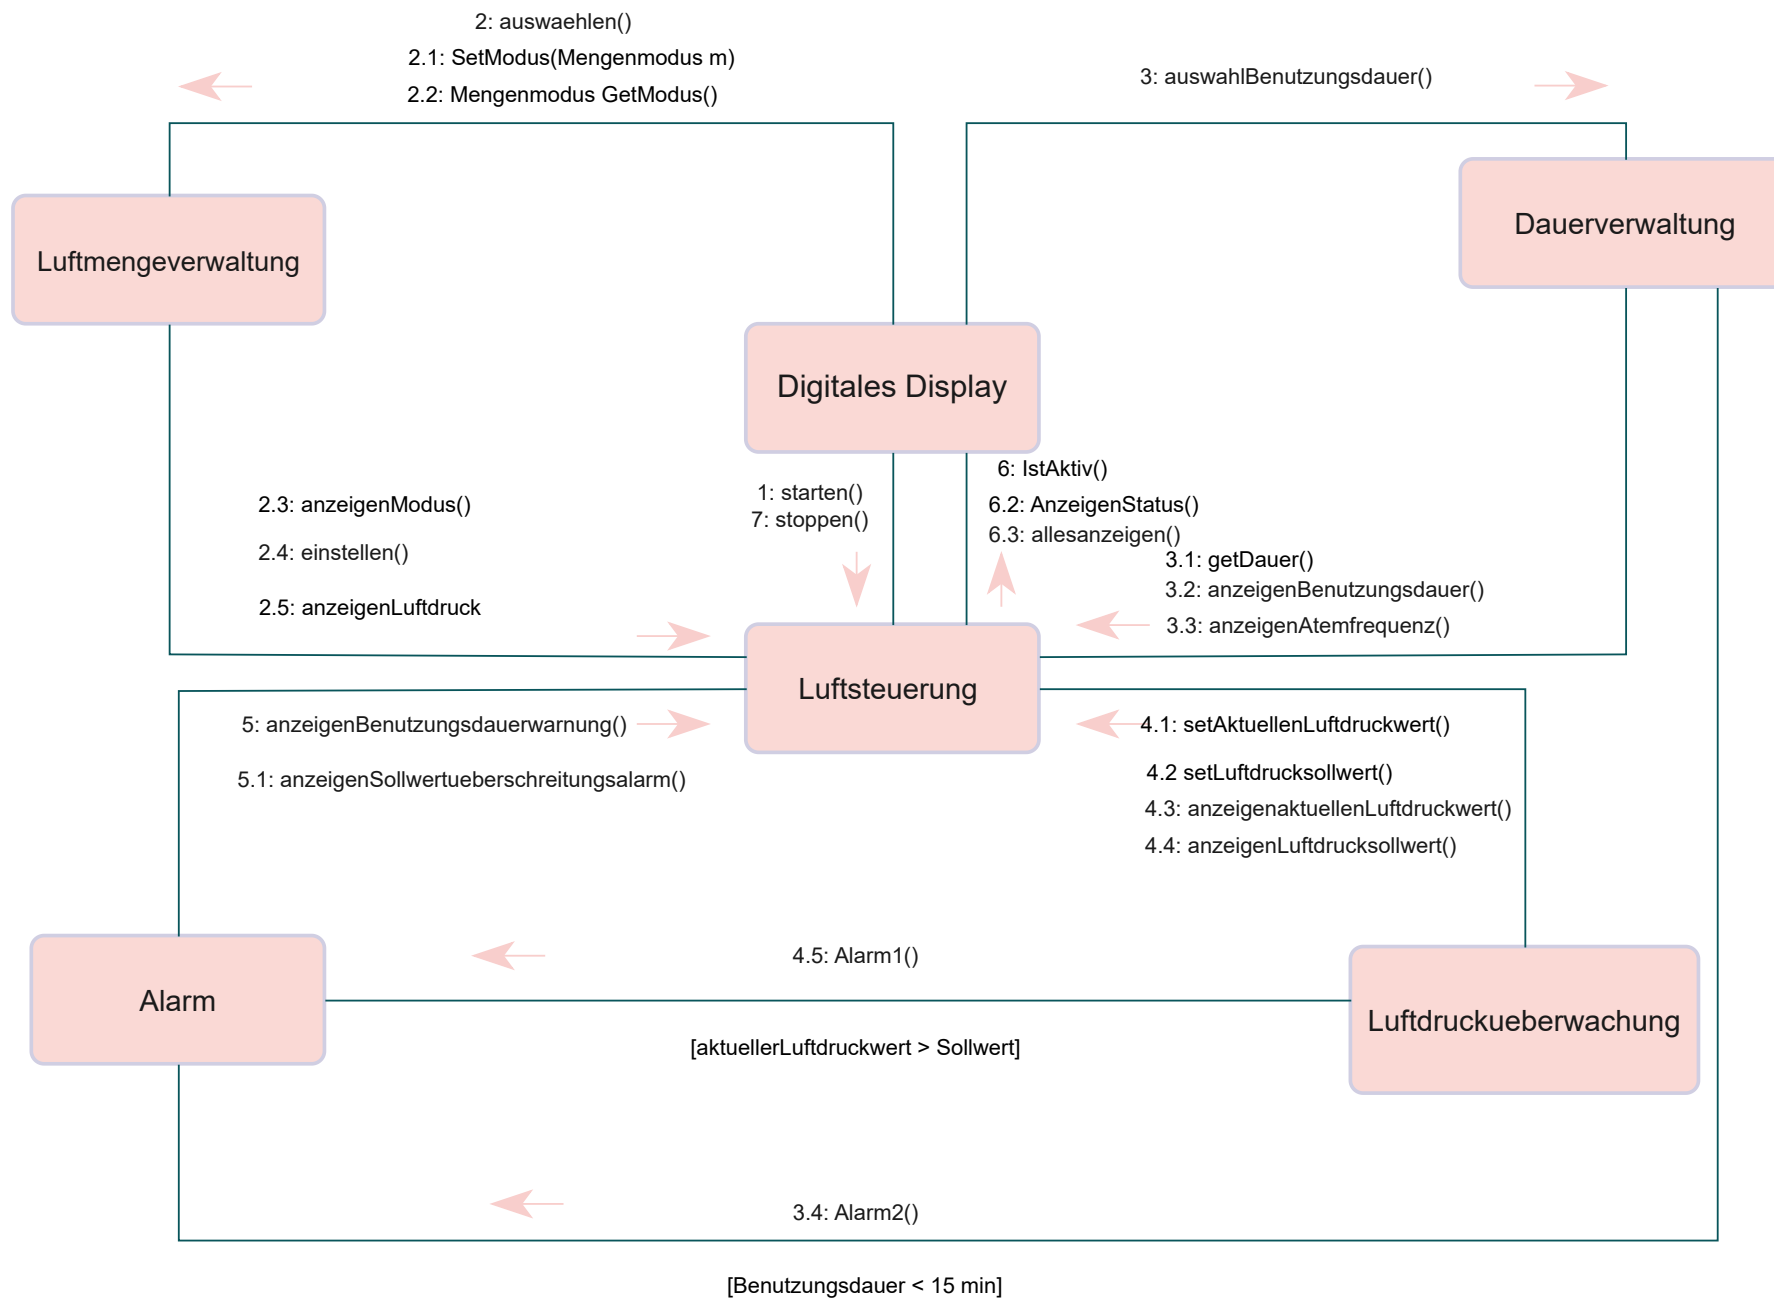 2: auswaehlen()
2.1: SetModus(Mengenmodus m)
2.2: Mengenmodus GetModus()
3: auswahlBenutzungsdauer()
Luftmengeverwaltung
Dauerverwaltung
Digitales Display
2.3: anzeigenModus()
2.4: einstellen()
2.5: anzeigenLuftdruck
1: starten()
7: stoppen()
6: IstAktiv()
6.2: AnzeigenStatus()
6.3: allesanzeigen()
3.1: getDauer()
3.2: anzeigenBenutzungsdauer()
3.3: anzeigenAtemfrequenz()
Luftsteuerung
5: anzeigenBenutzungsdauerwarnung()
5.1: anzeigenSollwertueberschreitungsalarm()
4.1: setAktuellenLuftdruckwert()
4.2 setLuftdrucksollwert()
4.3: anzeigenaktuellenLuftdruckwert()
4.4: anzeigenLuftdrucksollwert()
4.5: Alarm1()
Alarm
Luftdruckueberwachung
[aktuellerLuftdruckwert > Sollwert]
3.4: Alarm2()
[Benutzungsdauer < 15 min]